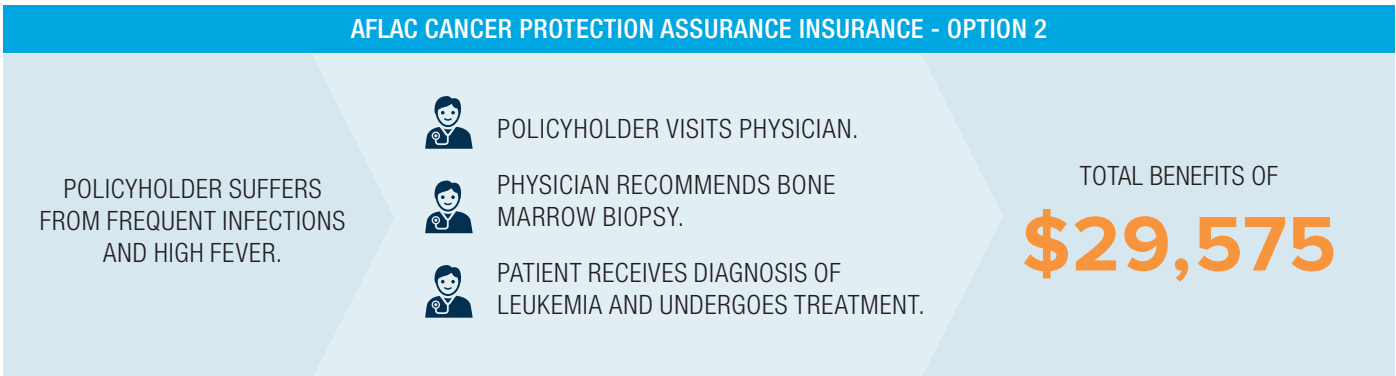 AFLAC CANCER PROTECTION ASSURANCE INSURANCE - OPTION 2
POLICYHOLDER SUFFERS
FROM FREQUENT INFECTIONS
AND HIGH FEVER.
POLICYHOLDER VISITS PHYSICIAN.
PHYSICIAN RECOMMENDS BONE
MARROW BIOPSY.
PATIENT RECEIVES DIAGNOSIS OF
LEUKEMIA AND UNDERGOES TREATMENT.
TOTAL BENEFITS OF
$29,575